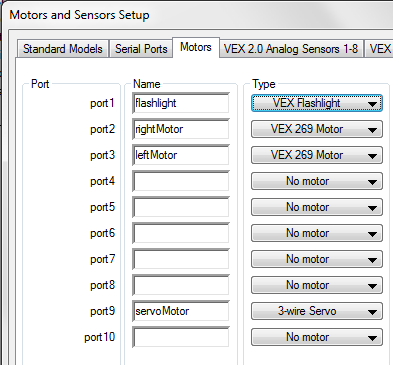 Motors and Sensors Setup
Standard Models Serial Ports Motors VEX 2.0 Analog Sensors 1-8 VEX
Port Name Type
port1 flashlight VEX Flashlight
port2 rightMotor VEX 269 Motor
port3 leftMotor VEX 269 Motor
port4 No motor
port5 No motor
port6 No motor
port7 No motor
port8 No motor
port9 servoMotor 3-wire Servo
port10 No motor